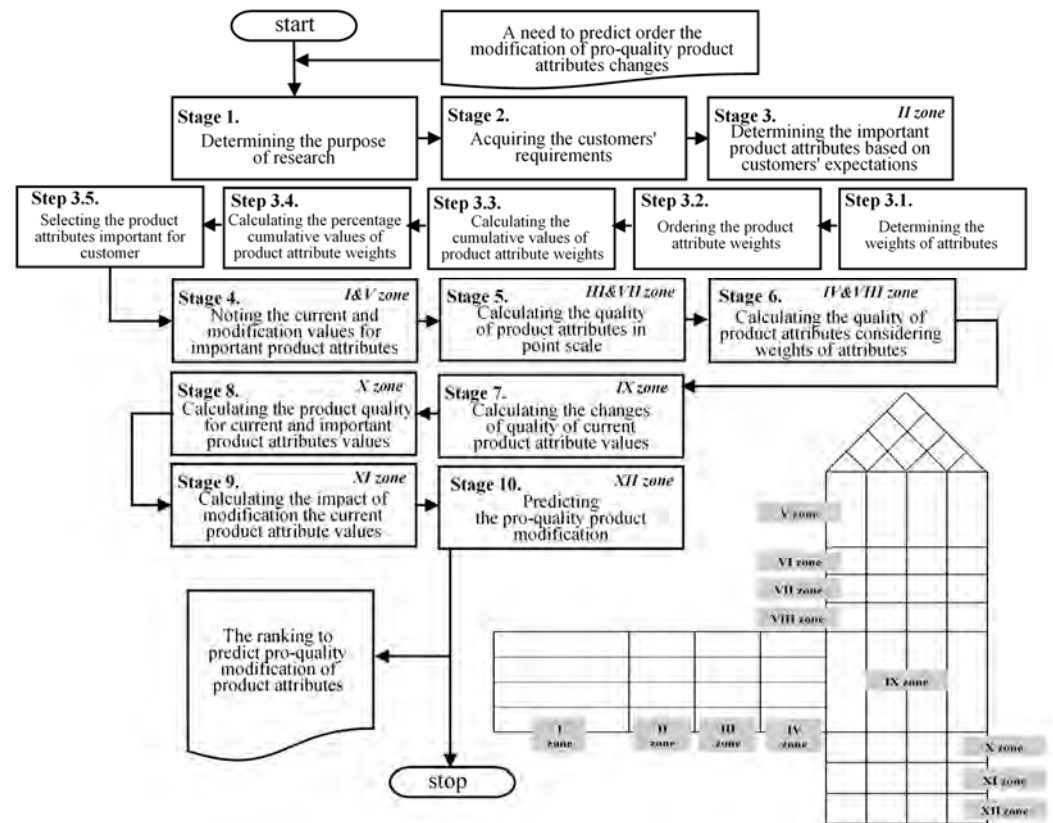 start
A need to predict order the
modification of pro-quality product
attributes changes
Stage 1.
Determining the purpose
of research
Stage 2.
Acquiring the customers'
requirements
Stage 3.
II zone
Determining the important
product attributes based on
customers' expectations
Step 3.5.
Selecting the product
attributes important for
customer
Step 3.4.
Calculating the percentage
cumulative values of
product attribute weights
Step 3.3.
Calculating the
cumulative values of
product attribute weights
Step 3.2.
Ordering the product
attribute weights
Step 3.1.
Determining the
weights of attributes
Stage 4.
I&V zone
Noting the current and
modification values for
important product attributes
Stage 5.
III&VII zone
Calculating the quality
of product attributes in
point scale
Stage 6.
IV&VIII zone
Calculating the quality of
product attributes considering
weights of attributes
Stage 8.
X zone
Calculating the product quality
for current and important
product attributes values
Stage 7.
IX zone
Calculating the changes
of quality of current
product attribute values
Stage 9.
XI zone
Calculating the impact of
modification the current
product attribute values
Stage 10.
XII zone
Predicting
the pro-quality product
modification
The ranking to
predict pro-quality
modification of
product attributes
stop
V zone
VI zone
VII zone
VIII zone
IX zone
I
zone
II
zone
III
zone
IV
zone
X zone
XI zone
XII zone